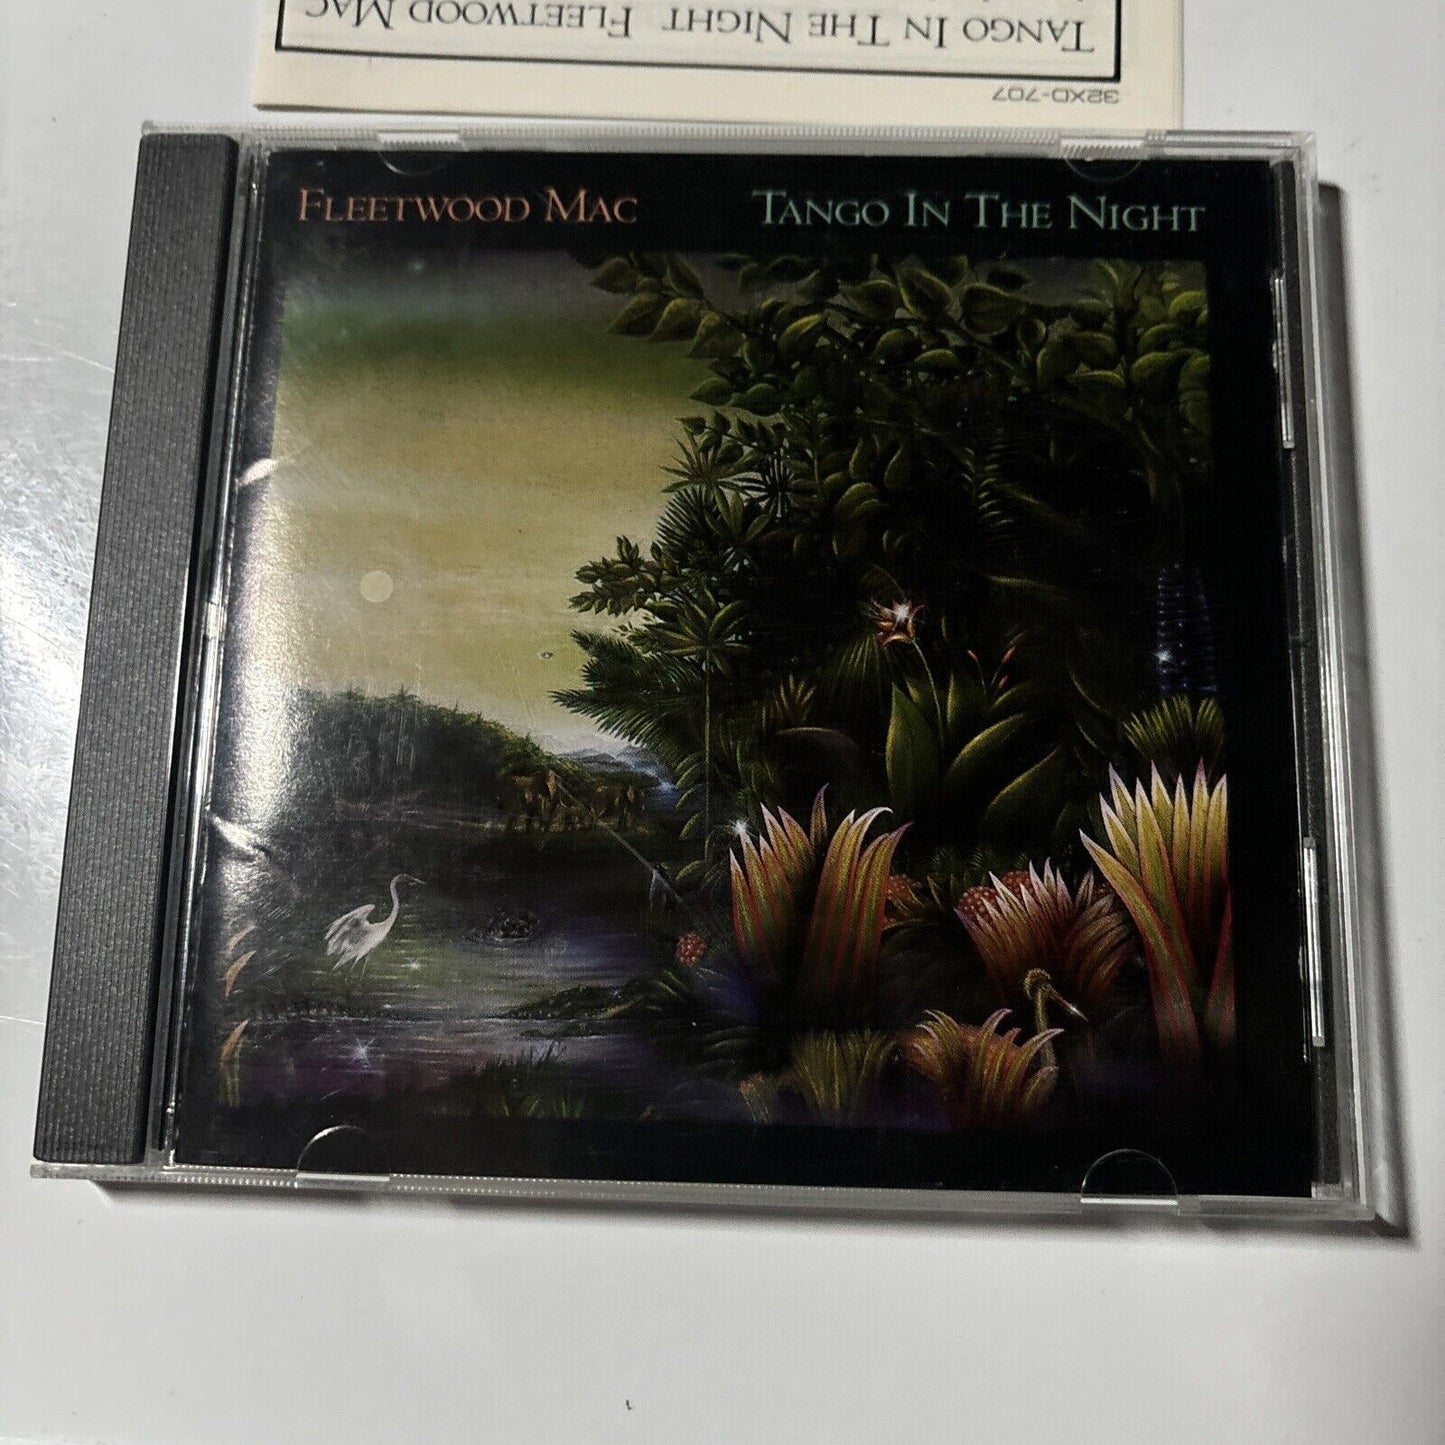 TANGO IN THE NIGHT FLEETWOOD MAC
32XD-707
FLEETWOOD MAC TANGO IN THE NIGHT